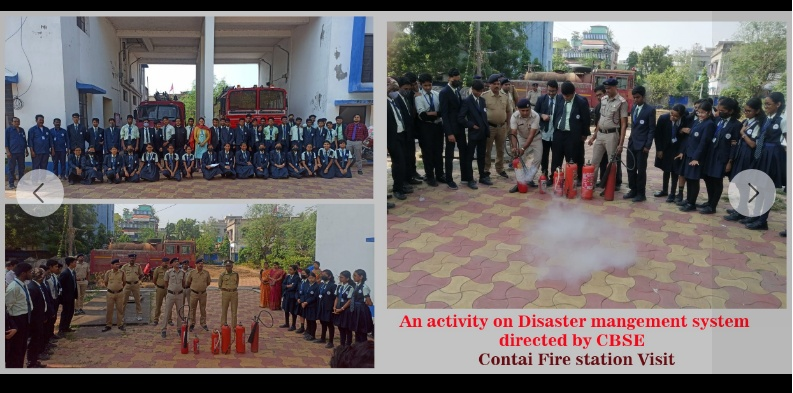 An activity on Disaster mangement system
directed by CBSE
Contai Fire station Visit